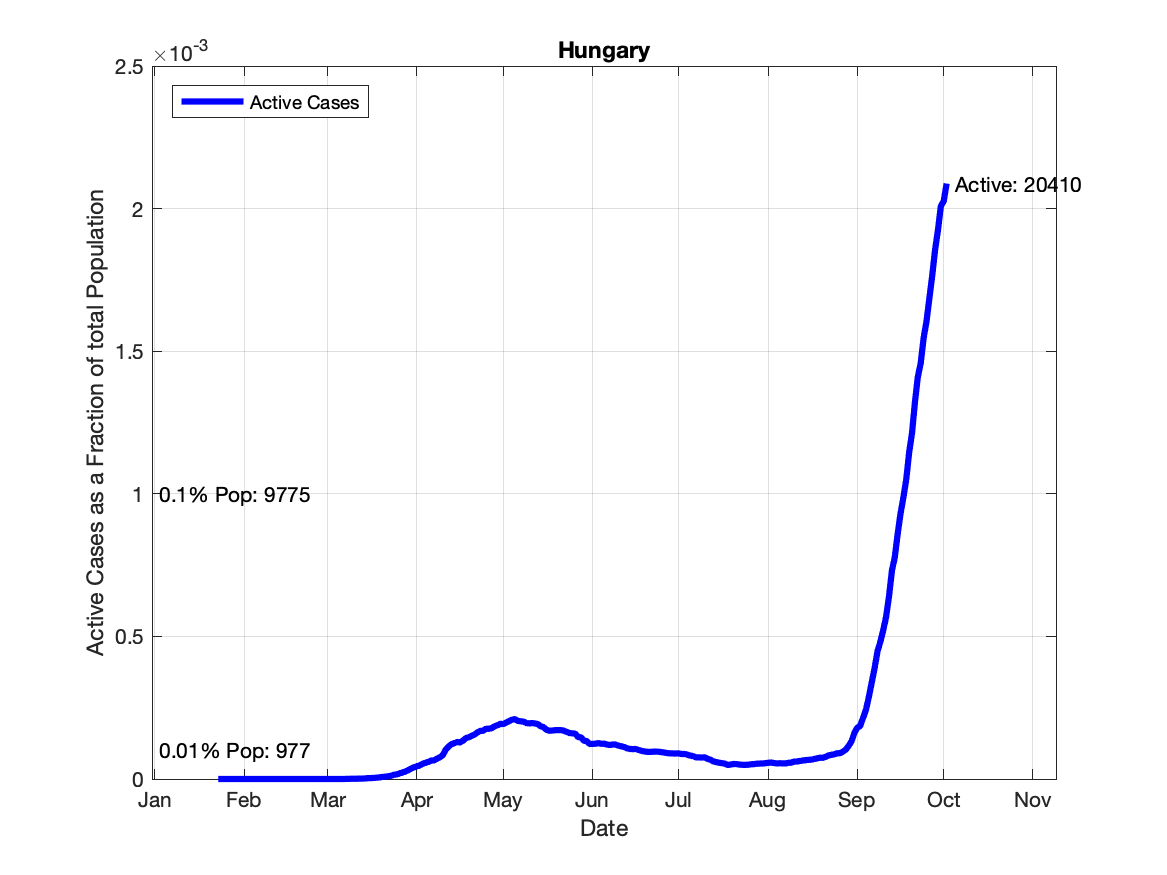 Hungary
×10-3
2.5
Active Cases
2
Active: 20410
1.5
1
0.1% Pop: 9775
0.5
0.01% Pop: 977
0
Jan Feb Mar Apr May Jun Jul Aug Sep Oct Nov
Date
Active Cases as a Fraction of total Population